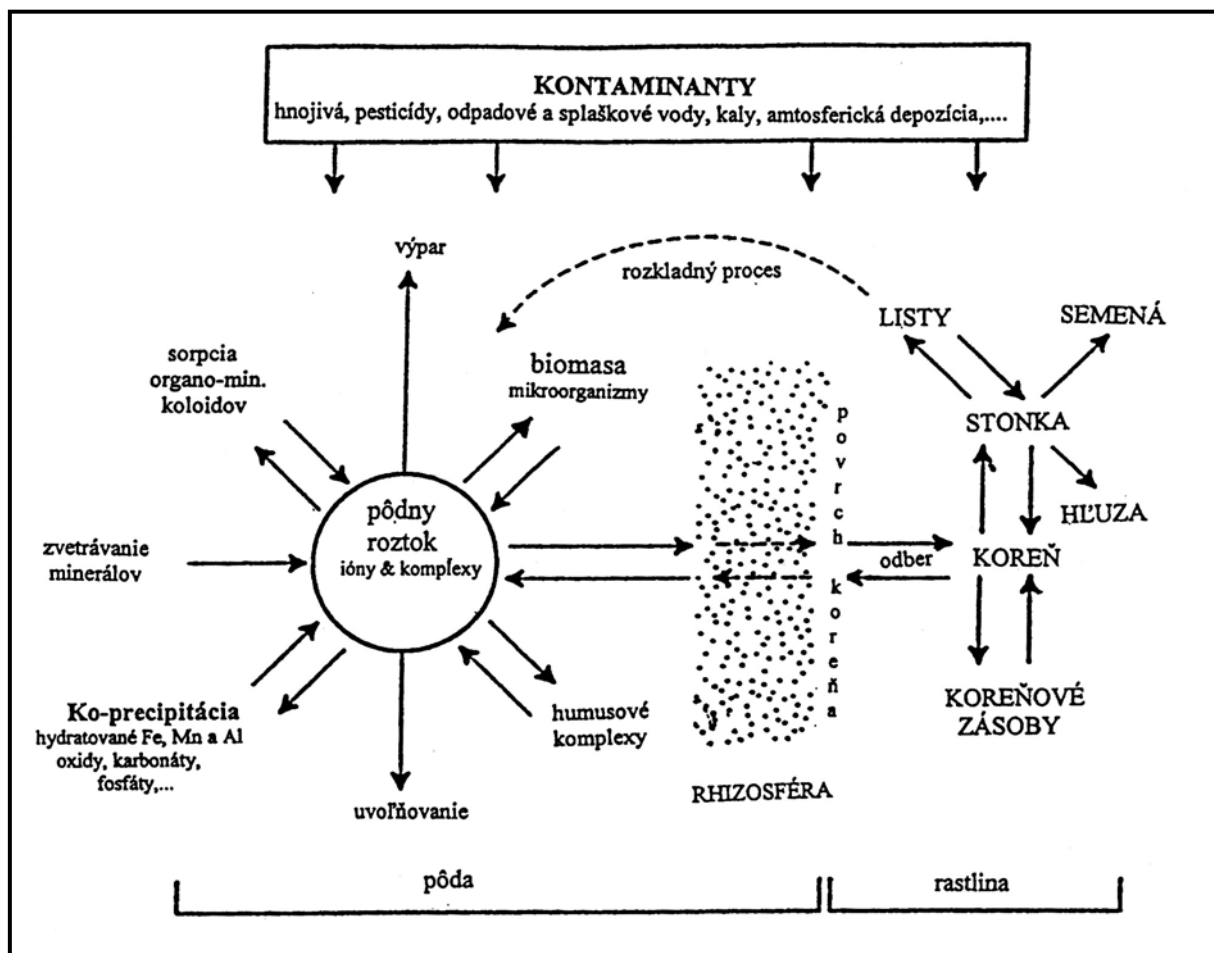 KONTAMINANTY
hnojivá, pesticídy, odpadové a splaškové vody, kaly, amtosferická depozícia,....
výpar
rozkladný proces
LISTY
SEMENÁ
sorpcia
organo-min.
koloidov
biomasa
mikroorganizmy
STONKA
HĽUZA
pôdny
roztok
ióny & komplexy
zvetrávanie
minerálov
povrch koreňa
odber
KOREŇ
Ko-precipitácia
hydratované Fe, Mn a Al
oxidy, karbonáty,
fosfáty,...
humusové
komplexy
KOREŇOVÉ
ZÁSOBY
RHIZOSFÉRA
uvoľňovanie
pôda
rastlina